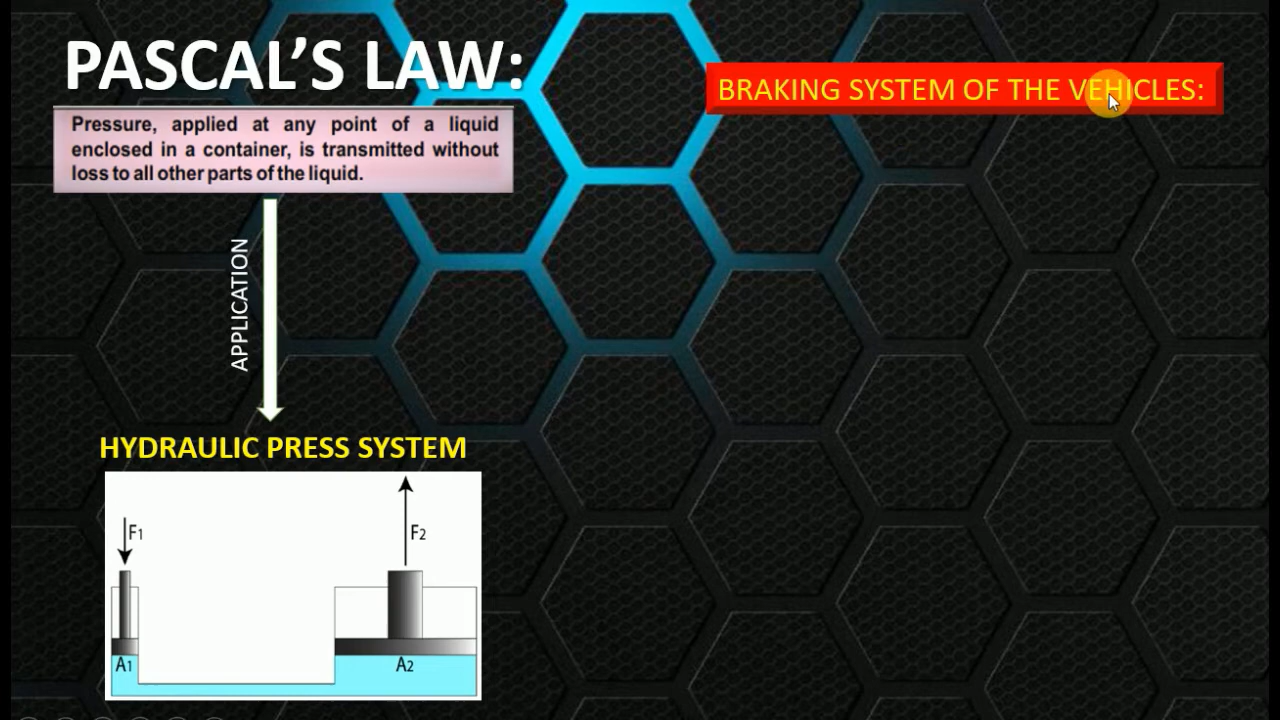 PASCAL'S LAW:
Pressure, applied at any point of a liquid
enclosed in a container, is transmitted without
loss to all other parts of the liquid.
APPLICATION
HYDRAULIC PRESS SYSTEM
F1
F2
A1
A2
BRAKING SYSTEM OF THE VEHICLES: